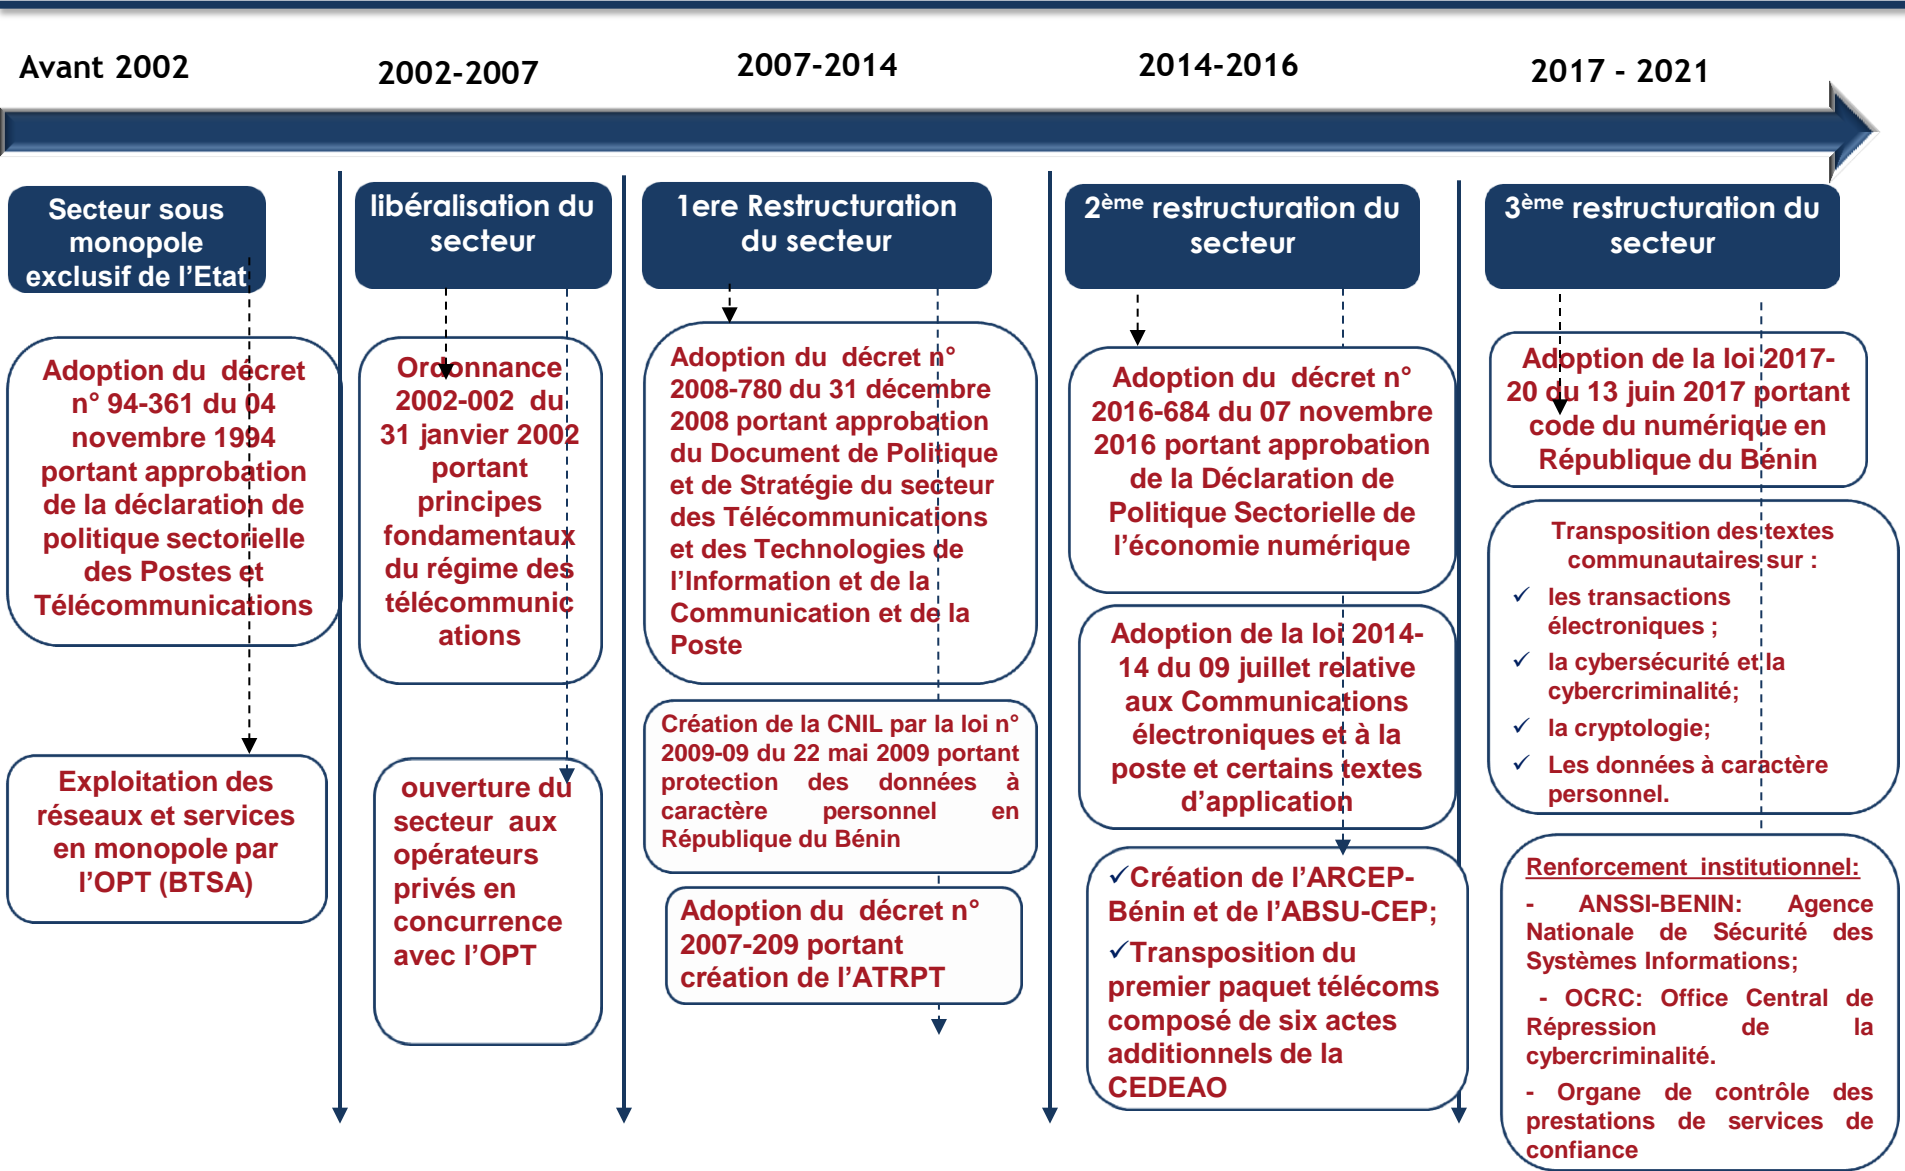 Avant 2002
2002-2007
2007-2014
2014-2016
2017 - 2021
Secteur sous
monopole
exclusif de l'Etat
Adoption du décret
n° 94-361 du 04
novembre 1994
portant approbation
de la déclaration de
politique sectorielle
des Postes et
Télécommunications
Exploitation des
réseaux et services
en monopole par
l'OPT (BTSA)
libéralisation du
secteur
Ordonnance
2002-002 du
31 janvier 2002
portant
principes
fondamentaux
du régime des
télécommunic
ations
ouverture du
secteur aux
opérateurs
privés en
concurrence
avec l'OPT
1ere Restructuration
du secteur
Adoption du décret n°
2008-780 du 31 décembre
2008 portant approbation
du Document de Politique
et de Stratégie du secteur
des Télécommunications
et des Technologies de
l'Information et de la
Communication et de la
Poste
Création de la CNIL par la loi n°
2009-09 du 22 mai 2009 portant
protection des données à
caractère personnel en
République du Bénin
Adoption du décret n°
2007-209 portant
création de l'ATRPT
2ème restructuration du
secteur
Adoption du décret n°
2016-684 du 07 novembre
2016 portant approbation
de la Déclaration de
Politique Sectorielle de
l'économie numérique
Adoption de la loi 2014-
14 du 09 juillet relative
aux Communications
électroniques et à la
poste et certains textes
d'application
✓Création de l'ARCEP-
Bénin et de l'ABSU-CEP;
✓Transposition du
premier paquet télécoms
composé de six actes
additionnels de la
CEDEAO
3ème restructuration du
secteur
Adoption de la loi 2017-
20 du 13 juin 2017 portant
code du numérique en
République du Bénin
Transposition des textes
communautaires sur :
✓ les transactions
électroniques ;
✓ la cybersécurité et la
cybercriminalité;
✓ la cryptologie;
✓ Les données à caractère
personnel.
Renforcement institutionnel:
- ANSSI-BENIN: Agence
Nationale de Sécurité des
Systèmes Informations;
- OCRC: Office Central de
Répression de la
cybercriminalité.
- Organe de contrôle des
prestations de services de
confiance